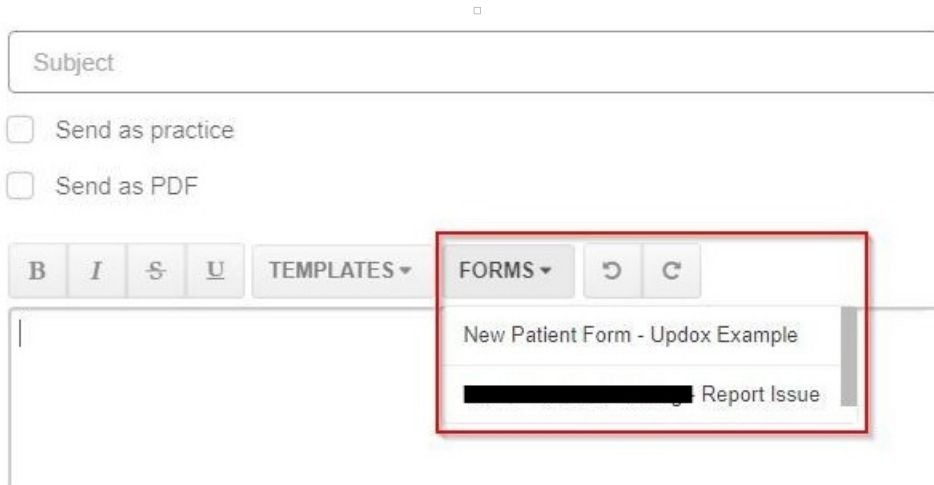 Subject
Send as practice
Send as PDF
B I S U TEMPLATES FORMS
New Patient Form - Updox Example
- Report Issue